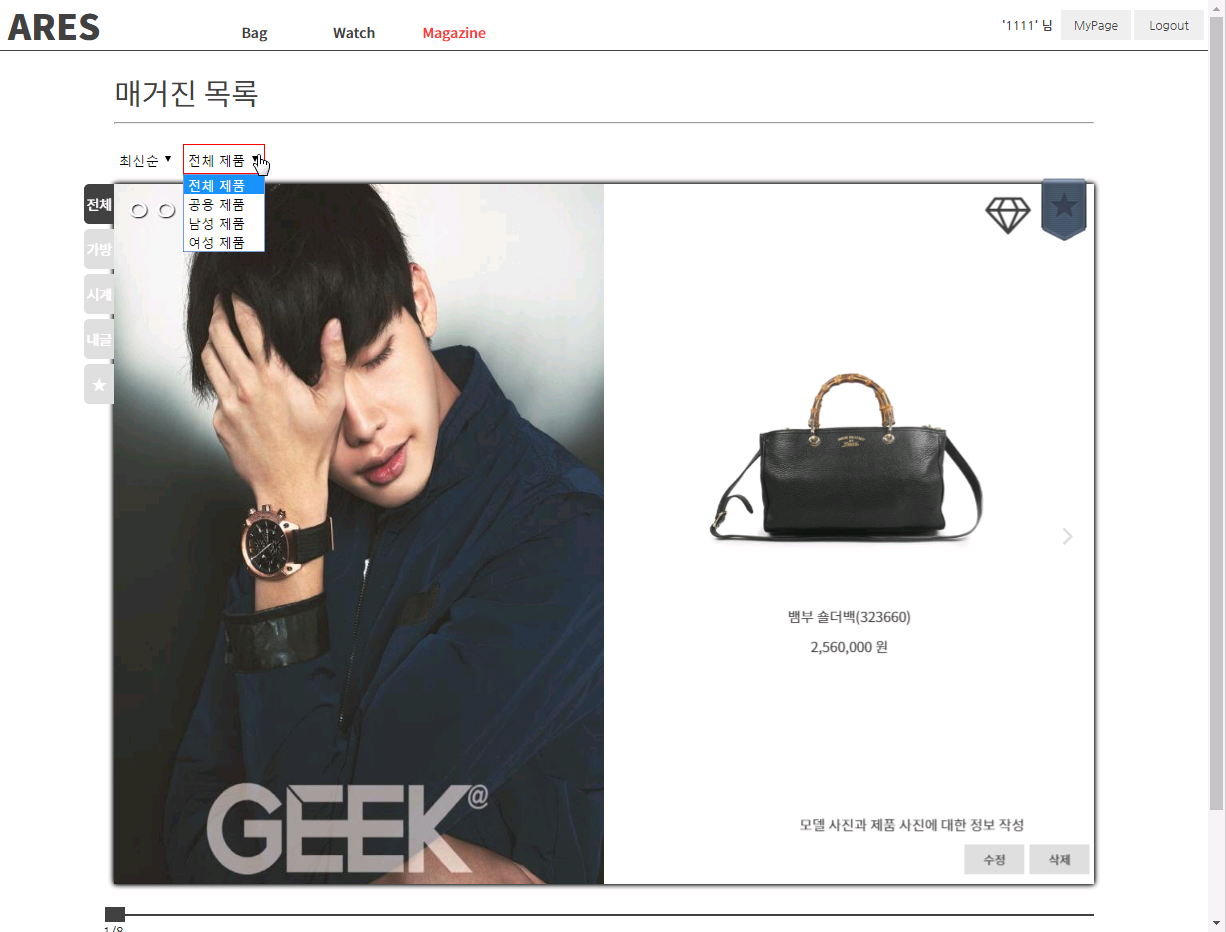 ARES
Bag Watch Magazine
'1111' 님 MyPage Logout
매거진 목록
최신순 ▼ 전체 제품
전체 제품
공용 제품
남성 제품
여성 제품
전체
가방
시계
내글
★
뱀부 숄더백(323660)
2,560,000 원
GEEK@
모델 사진과 제품 사진에 대한 정보 작성
수정 삭제
1/8